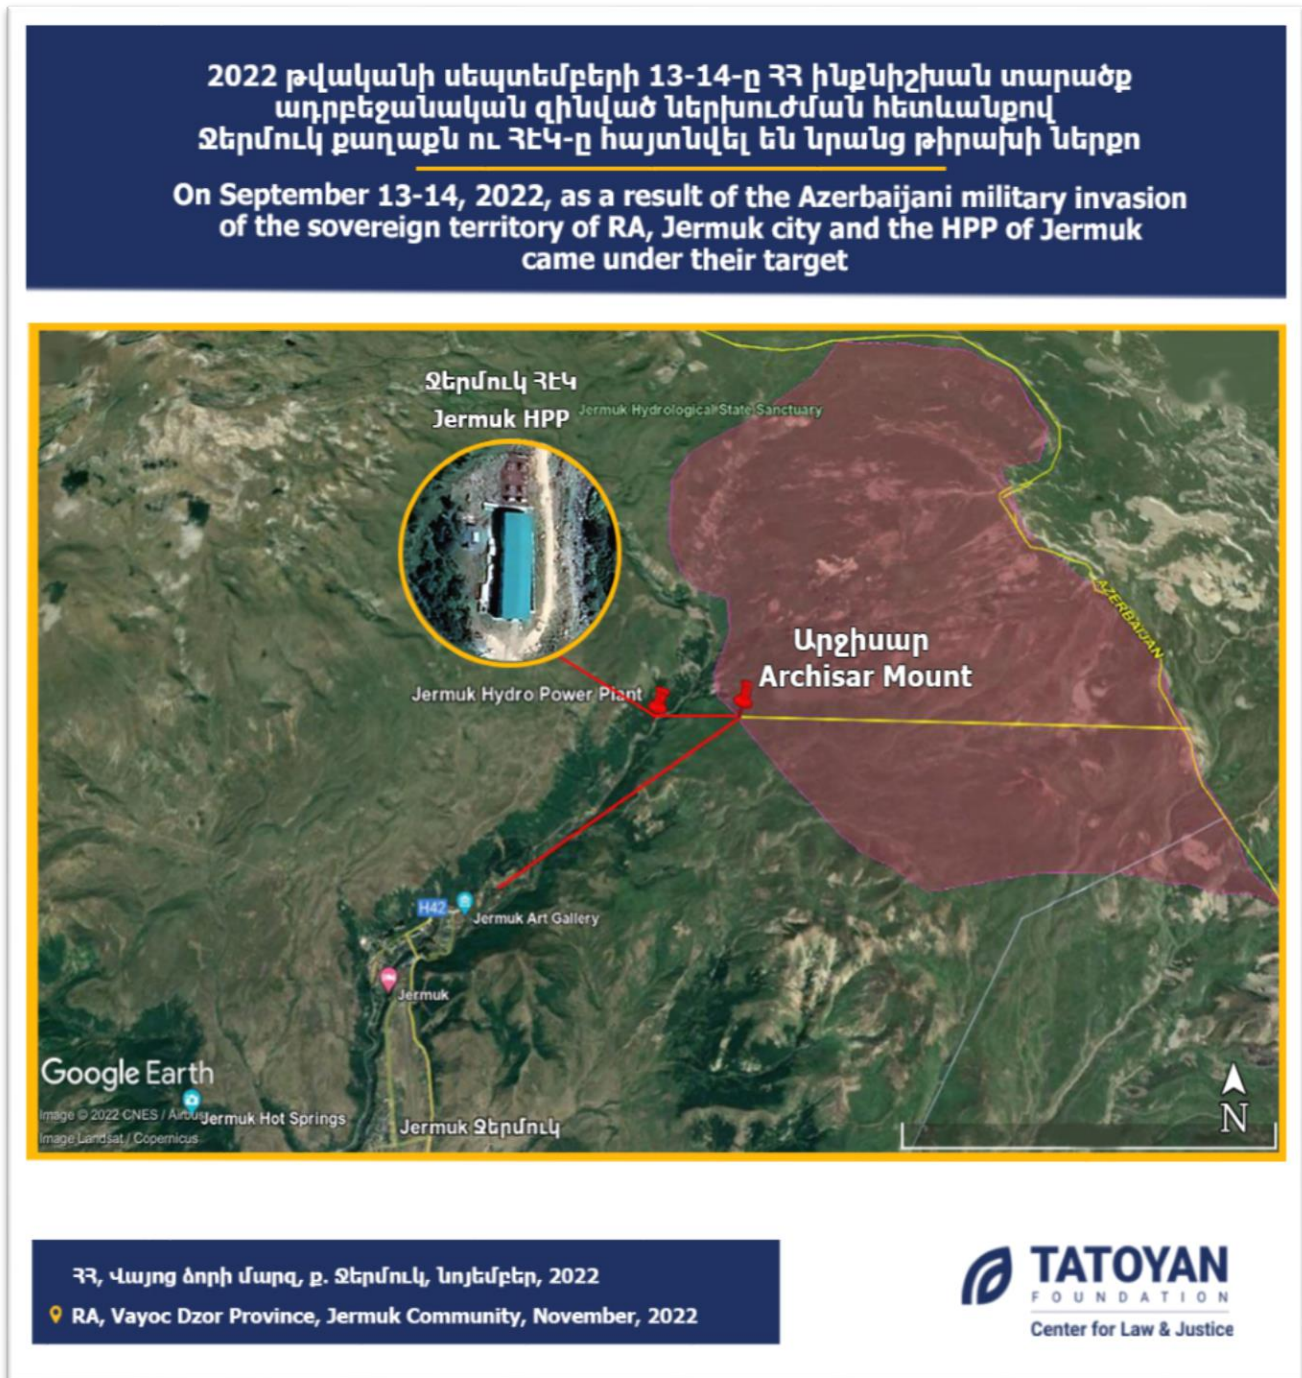 2022 թվականի սեպտեմբերի 13-14-ը ՀՀ ինքնիշխան տարածք
ադրբեջանական զինված ներխուժման հետևանքով
Ջերմուկ քաղաքն ու ՀԷԿ-ը հայտնվել են նրանց թիրախի ներքո
On September 13-14, 2022, as a result of the Azerbaijani military invasion
of the sovereign territory of RA, Jermuk city and the HPP of Jermuk
came under their target
Ջերմուկ ՀԷԿ
Jermuk HPP
Jermuk Hydrological State Sanctuary
AZERBAIJAN
Արջիսար
Archisar Mount
Jermuk Hydro Power Plant
H42
Jermuk Art Gallery
Jermuk
Google Earth
Image © 2022 CNES / Airbus
Jermuk Hot Springs
Image Landsat / Copernicus
Jermuk Ջերմուկ
N
ՀՀ, Վայոց ձորի մարզ, ք. Ջերմուկ, նոյեմբեր, 2022
RA, Vayoc Dzor Province, Jermuk Community, November, 2022
TATOYAN
FOUNDATION
Center for Law & Justice